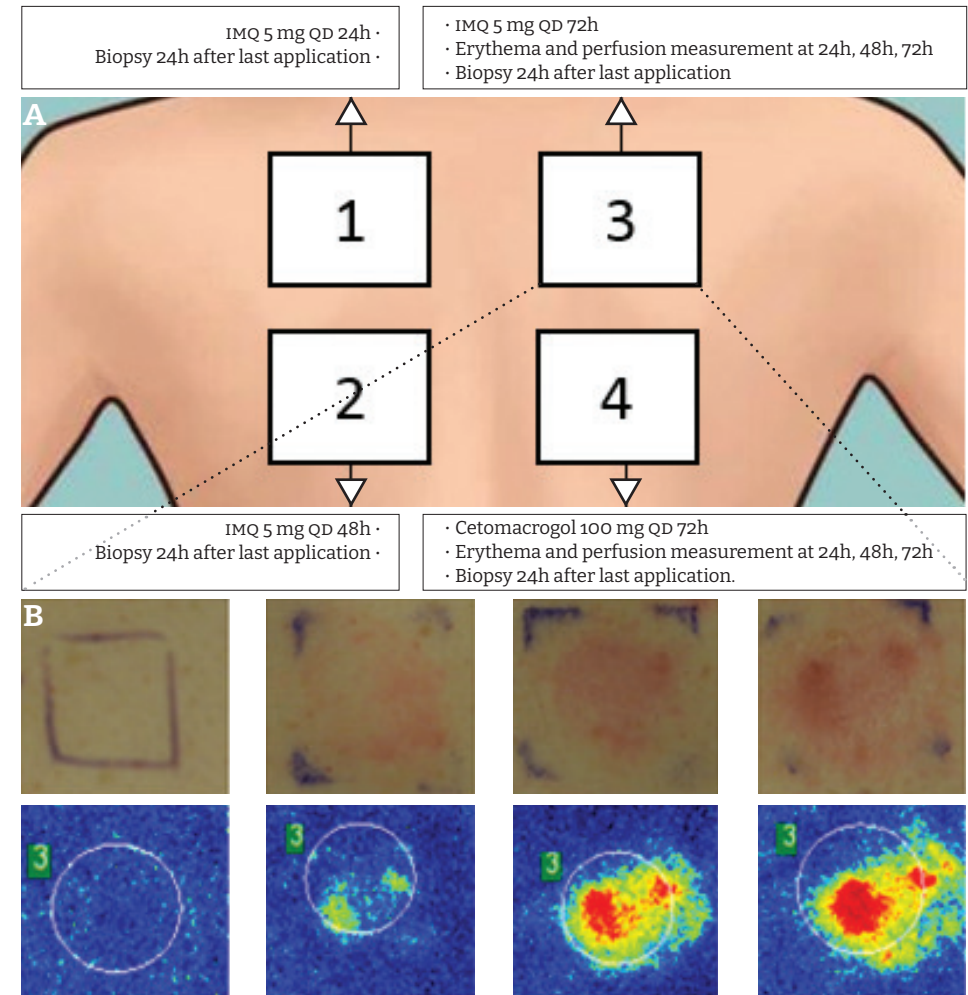 IMQ 5 mg QD 24h ·
Biopsy 24h after last application ·
· IMQ 5 mg QD 72h
· Erythema and perfusion measurement at 24h, 48h, 72h
· Biopsy 24h after last application
A
1
3
2
4
IMQ 5 mg QD 48h ·
Biopsy 24h after last application ·
· Cetomacrogol 100 mg QD 72h
· Erythema and perfusion measurement at 24h, 48h, 72h
· Biopsy 24h after last application.
B
3
3
3
3